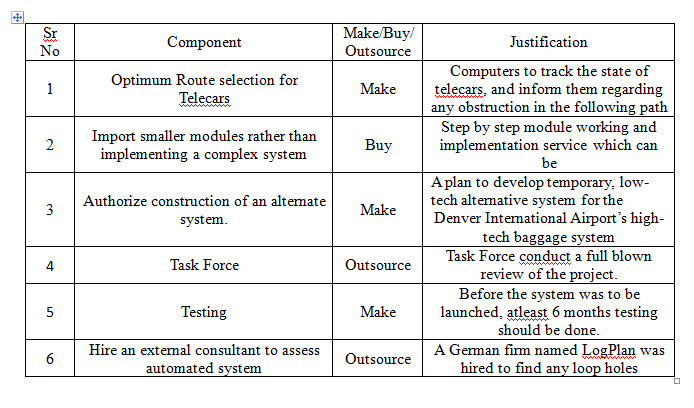 Sr No | Component | Make/Buy/ Outsource | Justification
1 | Optimum Route selection for Telecars | Make | Computers to track the state of telecars, and inform them regarding any obstruction in the following path
2 | Import smaller modules rather than implementing a complex system | Buy | Step by step module working and implementation service which can be
3 | Authorize construction of an alternate system. | Make | A plan to develop temporary, low-tech alternative system for the Denver International Airport’s high-tech baggage system
4 | Task Force | Outsource | Task Force conduct a full blown review of the project.
5 | Testing | Make | Before the system was to be launched, atleast 6 months testing should be done.
6 | Hire an external consultant to assess automated system | Outsource | A German firm named LogPlan was hired to find any loop holes